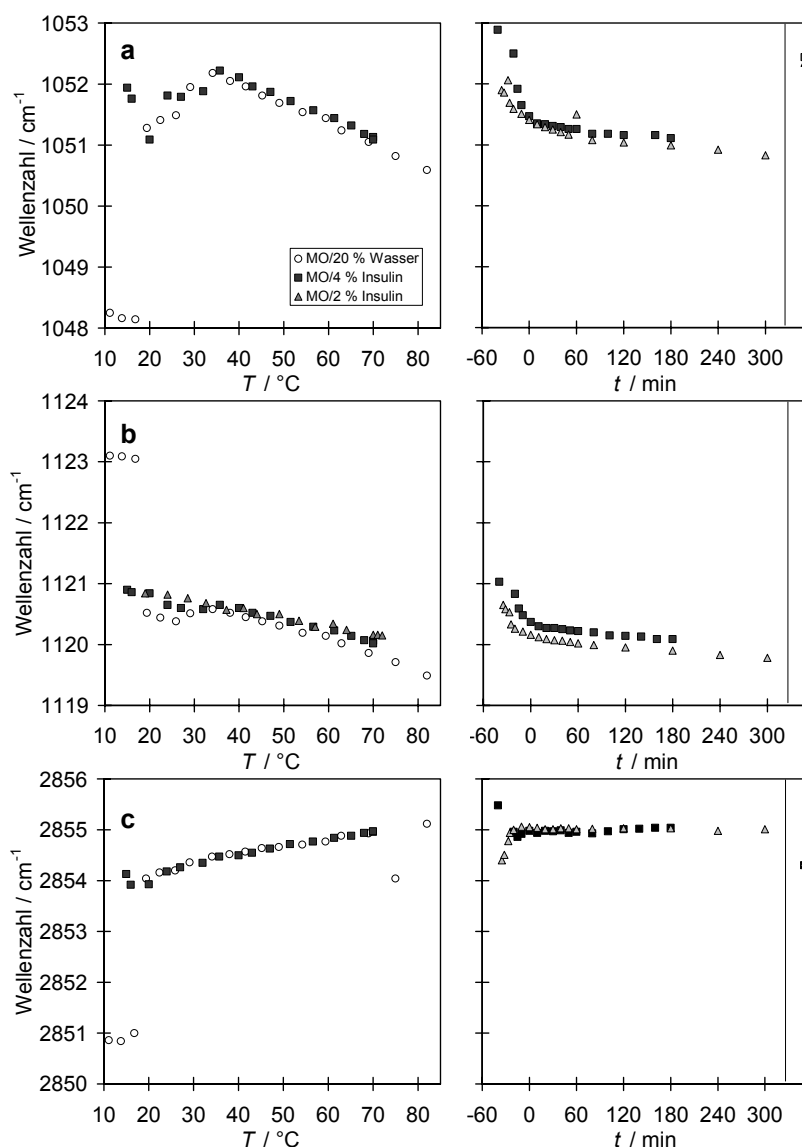 1053
1052
1051
1050
1049
1048
Wellenzahl / cm⁻¹
a
MO/20 % Wasser
MO/4 % Insulin
MO/2 % Insulin
10 20 30 40 50 60 70 80
T / °C
-60 0 60 120 180 240 300
t / min
1124
1123
1122
1121
1120
1119
Wellenzahl / cm⁻¹
b
10 20 30 40 50 60 70 80
T / °C
-60 0 60 120 180 240 300
t / min
2856
2855
2854
2853
2852
2851
2850
Wellenzahl / cm⁻¹
c
10 20 30 40 50 60 70 80
T / °C
-60 0 60 120 180 240 300
t / min